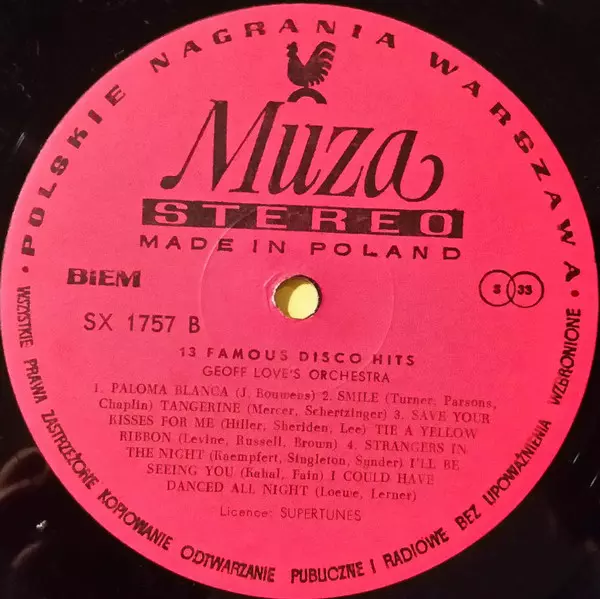 • POLSKIE NAGRANIA WARSZAWA •
Muza
STEREO
MADE IN POLAND
BIEM
S 33
SX 1757 B
13 FAMOUS DISCO HITS
GEOFF LOVE'S ORCHESTRA
1. PALOMA BLANCA (J. Bouwens) 2. SMILE (Turner, Parsons,
Chaplin) TANGERINE (Mercer, Schertzinger) 3. SAVE YOUR
KISSES FOR ME (Hiller, Sheriden, Lee) TIE A YELLOW
RIBBON (Levine, Russell, Brown) 4. STRANGERS IN
THE NIGHT (Kaempfert, Singleton, Synder) I'LL BE
SEEING YOU (Kahal, Fain) I COULD HAVE
DANCED ALL NIGHT (Loewe, Lerner)
Licence: SUPERTUNES
WSZYSTKIE PRAWA ZASTRZEŻONE KOPIOWANIE ODTWARZANIE PUBLICZNE I RADIOWE BEZ UPOWAŻNIENIA WZBRONIONE